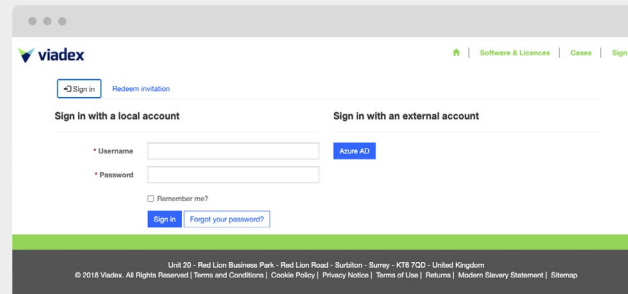 viadex
Software & Licences | Cases | Sign
Sign in Redeem invitation
Sign in with a local account
Sign in with an external account
* Username
Azure AD
* Password
Remember me?
Sign in Forgot your password?
Unit 20 - Red Lion Business Park - Red Lion Road - Surbiton - Surrey - KT6 7QD - United Kingdom
© 2018 Viadex. All Rights Reserved | Terms and Conditions | Cookie Policy | Privacy Notice | Terms of Use | Returns | Modern Slavery Statement | Sitemap